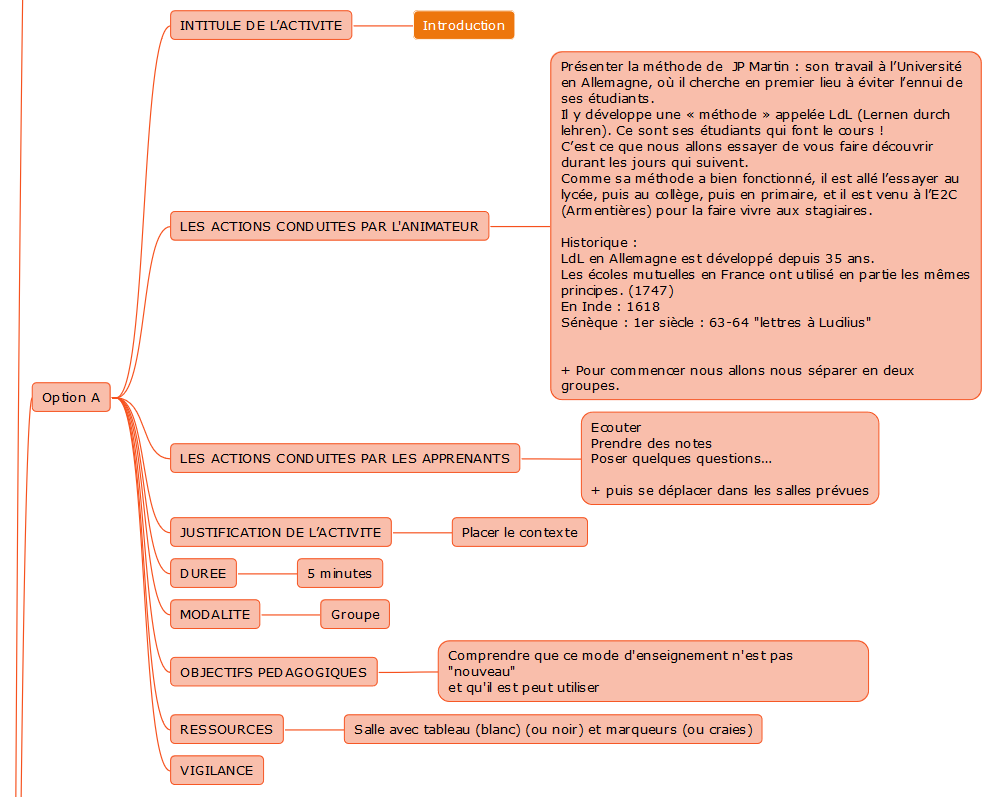 INTITULE DE L’ACTIVITE
Introduction
Présenter la méthode de JP Martin : son travail à l’Université
en Allemagne, où il cherche en premier lieu à éviter l’ennui de
ses étudiants.
Il y développe une « méthode » appelée LdL (Lernen durch
lehren). Ce sont ses étudiants qui font le cours !
C’est ce que nous allons essayer de vous faire découvrir
durant les jours qui suivent.
Comme sa méthode a bien fonctionné, il est allé l’essayer au
lycée, puis au collège, puis en primaire, et il est venu à l’E2C
(Armentières) pour la faire vivre aux stagiaires.
LES ACTIONS CONDUITES PAR L'ANIMATEUR
Historique :
LdL en Allemagne est développé depuis 35 ans.
Les écoles mutuelles en France ont utilisé en partie les mêmes
principes. (1747)
En Inde : 1618
Sénèque : 1er siècle : 63-64 "lettres à Lucilius"
+ Pour commencer nous allons nous séparer en deux
groupes.
Option A
LES ACTIONS CONDUITES PAR LES APPRENANTS
Ecouter
Prendre des notes
Poser quelques questions...
+ puis se déplacer dans les salles prévues
JUSTIFICATION DE L’ACTIVITE
Placer le contexte
DUREE
5 minutes
MODALITE
Groupe
OBJECTIFS PEDAGOGIQUES
Comprendre que ce mode d'enseignement n'est pas
"nouveau"
et qu'il est peut utiliser
RESSOURCES
Salle avec tableau (blanc) (ou noir) et marqueurs (ou craies)
VIGILANCE